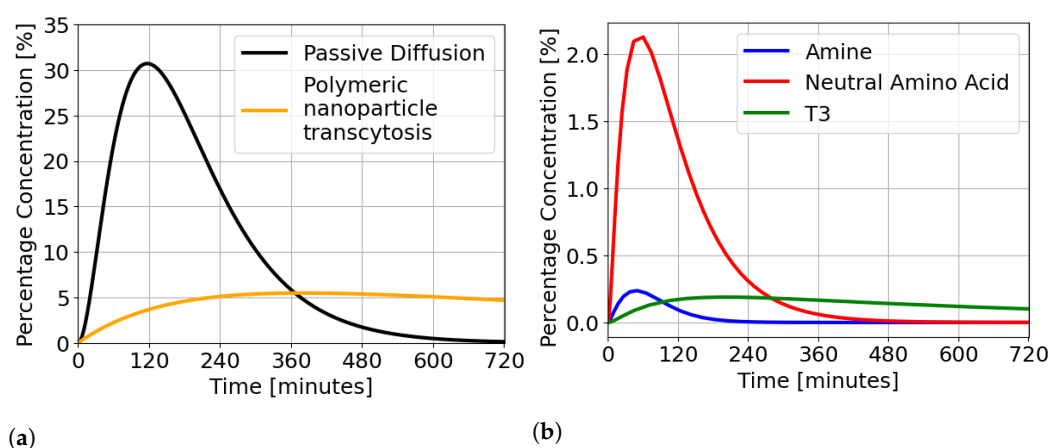 35
30
25
20
15
10
5
0
Percentage Concentration [%]
Passive Diffusion
Polymeric
nanoparticle
transcytosis
0 120 240 360 480 600 720
Time [minutes]
(a)
2.0
1.5
1.0
0.5
0.0
Percentage Concentration [%]
Amine
Neutral Amino Acid
T3
0 120 240 360 480 600 720
Time [minutes]
(b)